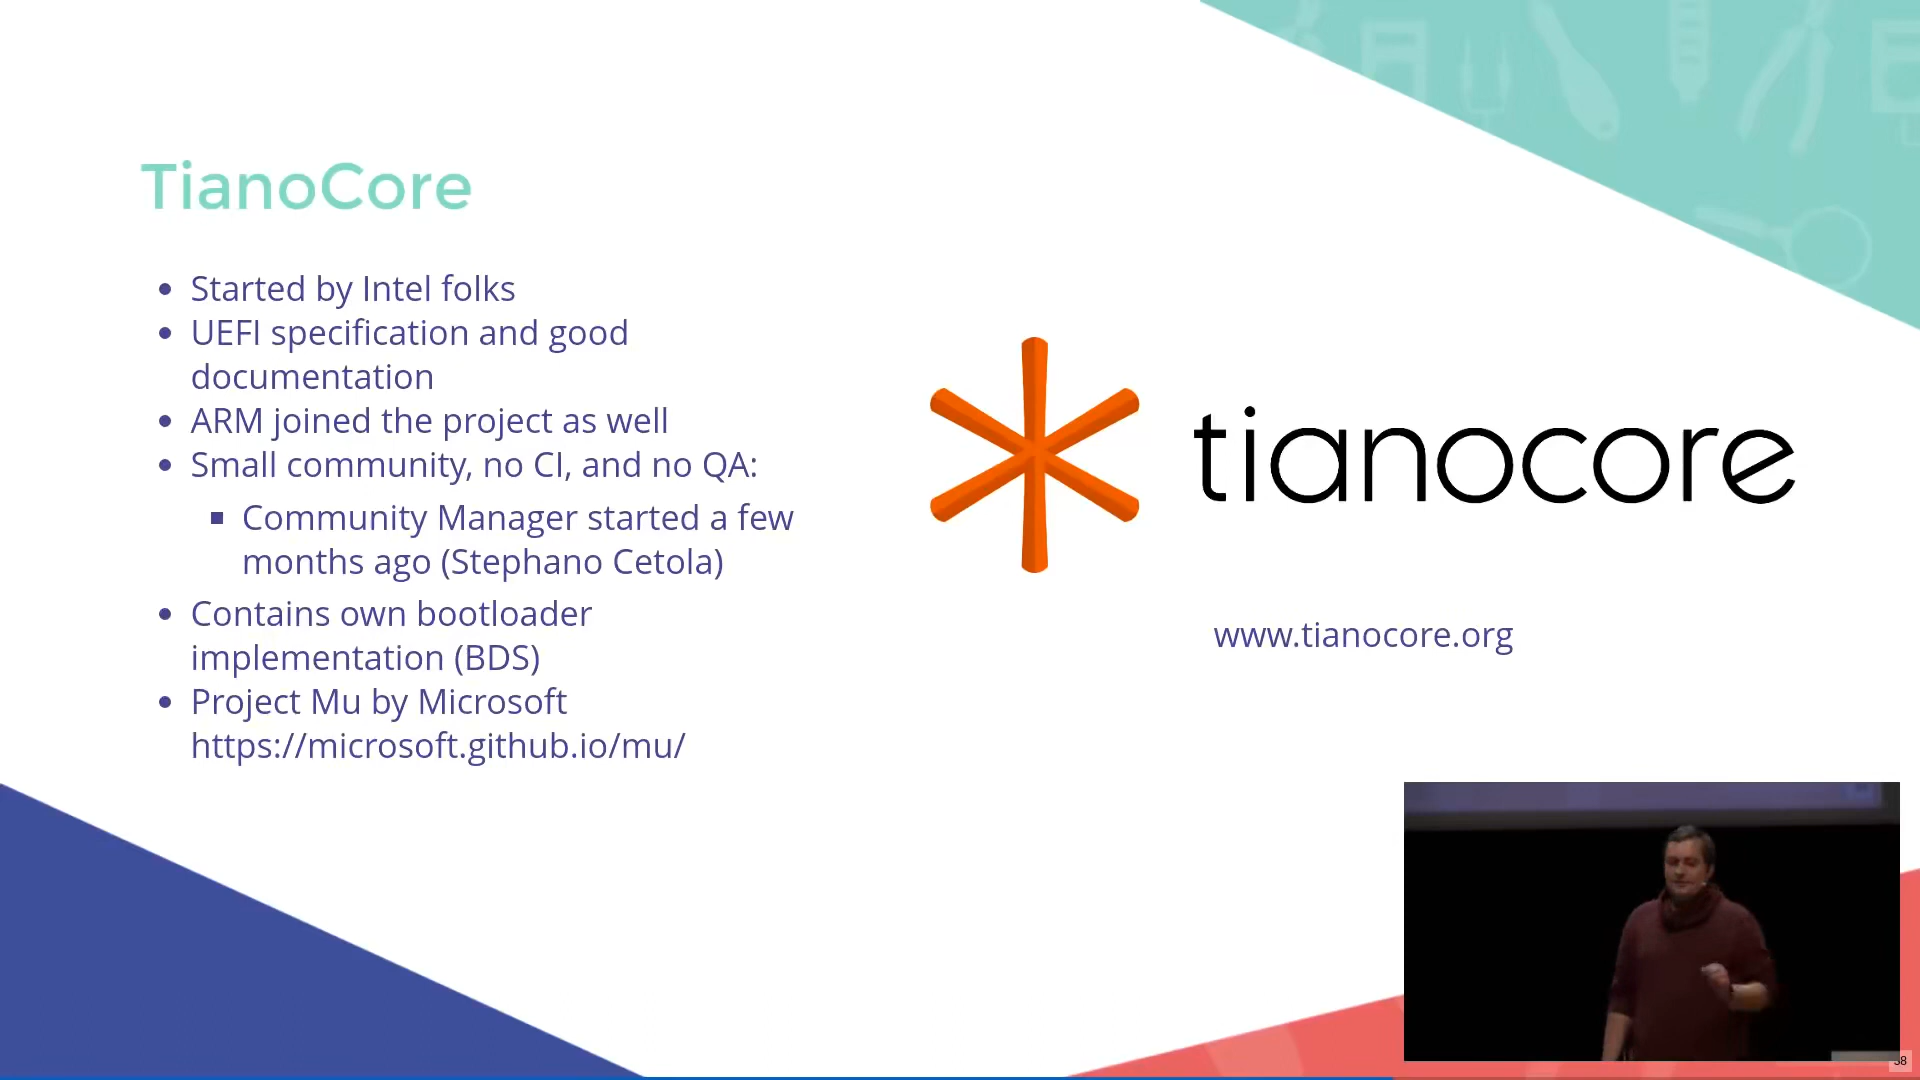 TianoCore
Started by Intel folks
UEFI specification and good
documentation
ARM joined the project as well
Small community, no CI, and no QA:
Community Manager started a few
months ago (Stephano Cetola)
Contains own bootloader
implementation (BDS)
Project Mu by Microsoft
https://microsoft.github.io/mu/
tianocore
www.tianocore.org
38